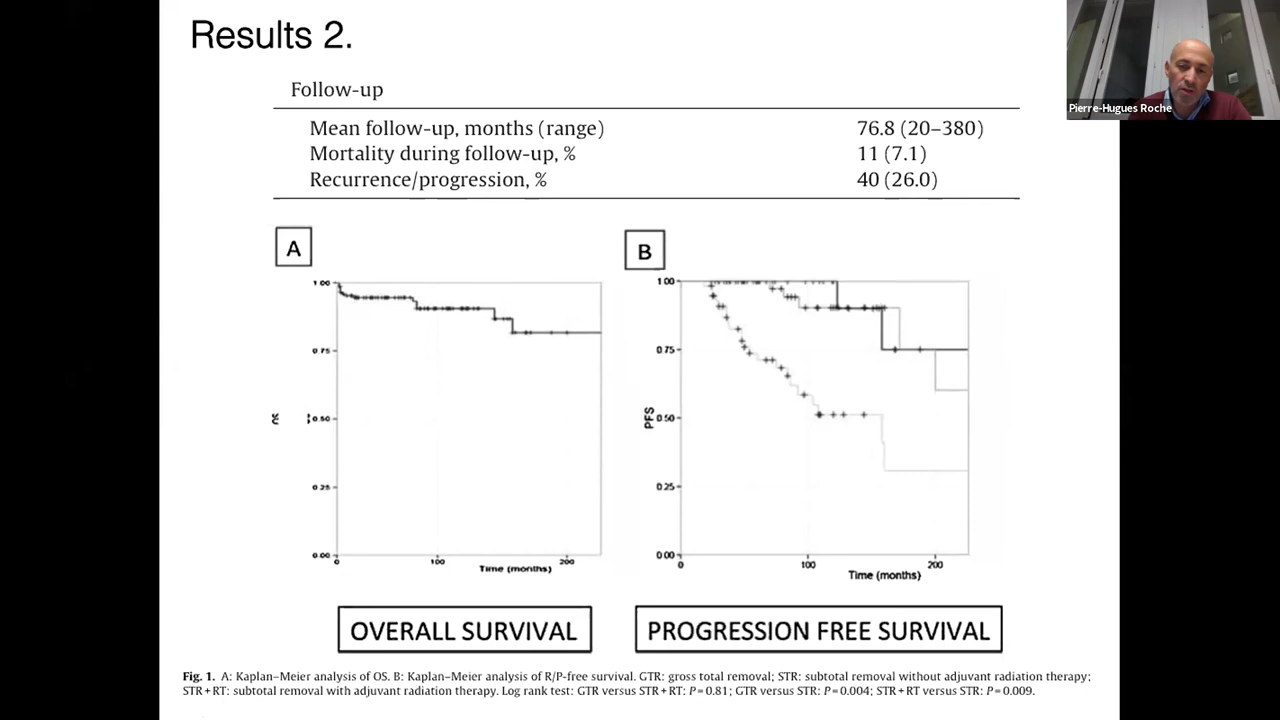 Results 2.
Pierre-Hugues Roche
Follow-up
Mean follow-up, months (range) 76.8 (20–380)
Mortality during follow-up, % 11 (7.1)
Recurrence/progression, % 40 (26.0)
A
B
1.00
0.75
0.50
0.25
0.00
OS
0 100 200
Time (months)
1.00
0.75
0.50
0.25
0.00
PFS
0 100 200
Time (months)
OVERALL SURVIVAL
PROGRESSION FREE SURVIVAL
Fig. 1. A: Kaplan–Meier analysis of OS. B: Kaplan–Meier analysis of R/P-free survival. GTR: gross total removal; STR: subtotal removal without adjuvant radiation therapy;
STR + RT: subtotal removal with adjuvant radiation therapy. Log rank test: GTR versus STR + RT: P = 0.81; GTR versus STR: P = 0.004; STR + RT versus STR: P = 0.009.